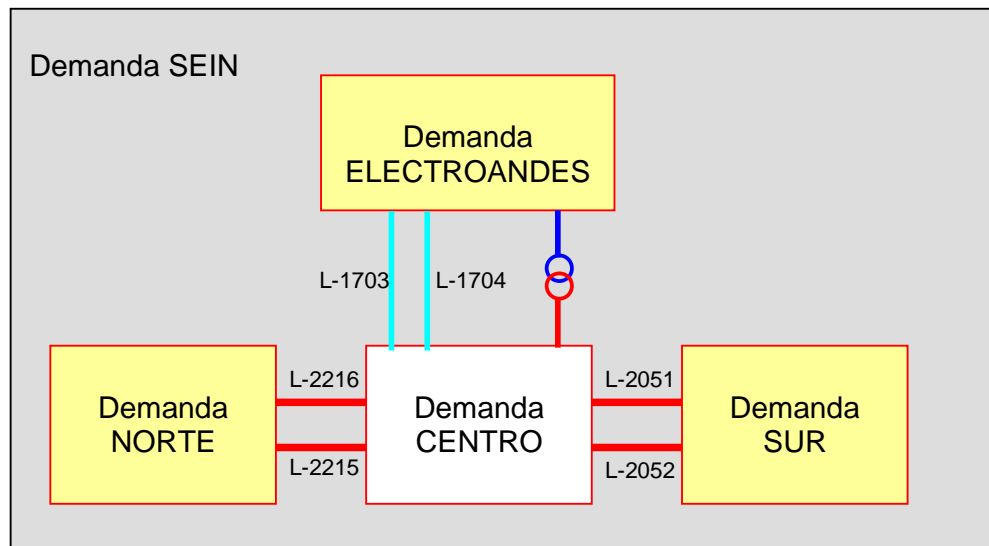 Demanda SEIN
Demanda
ELECTROANDES
L-1703
L-1704
Demanda
NORTE
L-2216
L-2215
Demanda
CENTRO
L-2051
L-2052
Demanda
SUR